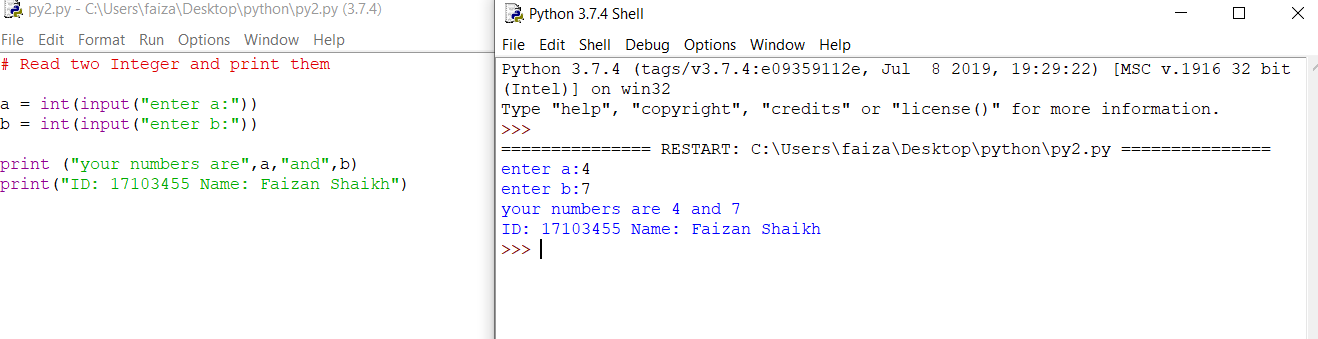 py2.py - C:\Users\faiza\Desktop\python\py2.py (3.7.4)
File Edit Format Run Options Window Help
# Read two Integer and print them
a = int(input("enter a:"))
b = int(input("enter b:"))
print ("your numbers are",a,"and",b)
print("ID: 17103455 Name: Faizan Shaikh")
Python 3.7.4 Shell
File Edit Shell Debug Options Window Help
Python 3.7.4 (tags/v3.7.4:e09359112e, Jul  8 2019, 19:29:22) [MSC v.1916 32 bit
(Intel)] on win32
Type "help", "copyright", "credits" or "license()" for more information.
>>>
=============== RESTART: C:\Users\faiza\Desktop\python\py2.py ===============
enter a:4
enter b:7
your numbers are 4 and 7
ID: 17103455 Name: Faizan Shaikh
>>>